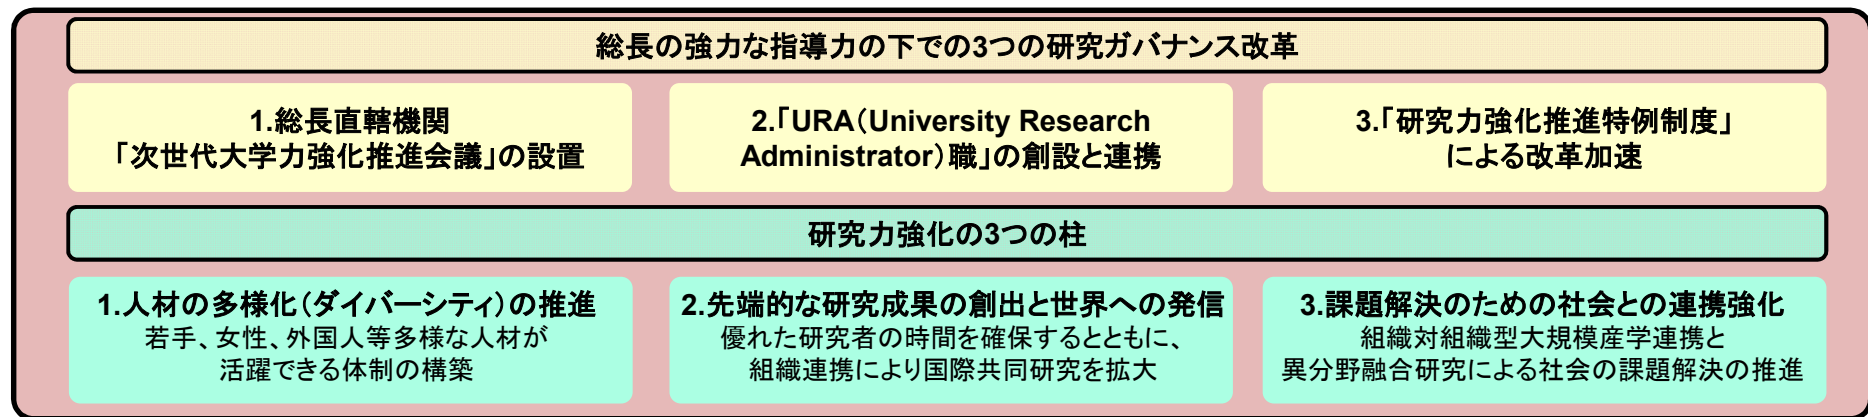 総長の強力な指導力の下での3つの研究ガバナンス改革
1.総長直轄機関
「次世代大学力強化推進会議」の設置
2.「URA(University Research
Administrator)職」の創設と連携
3.「研究力強化推進特例制度」
による改革加速
研究力強化の3つの柱
1.人材の多様化(ダイバーシティ)の推進
若手、女性、外国人等多様な人材が
活躍できる体制の構築
2.先端的な研究成果の創出と世界への発信
優れた研究者の時間を確保するとともに、
組織連携により国際共同研究を拡大
3.課題解決のための社会との連携強化
組織対組織型大規模産学連携と
異分野融合研究による社会の課題解決の推進